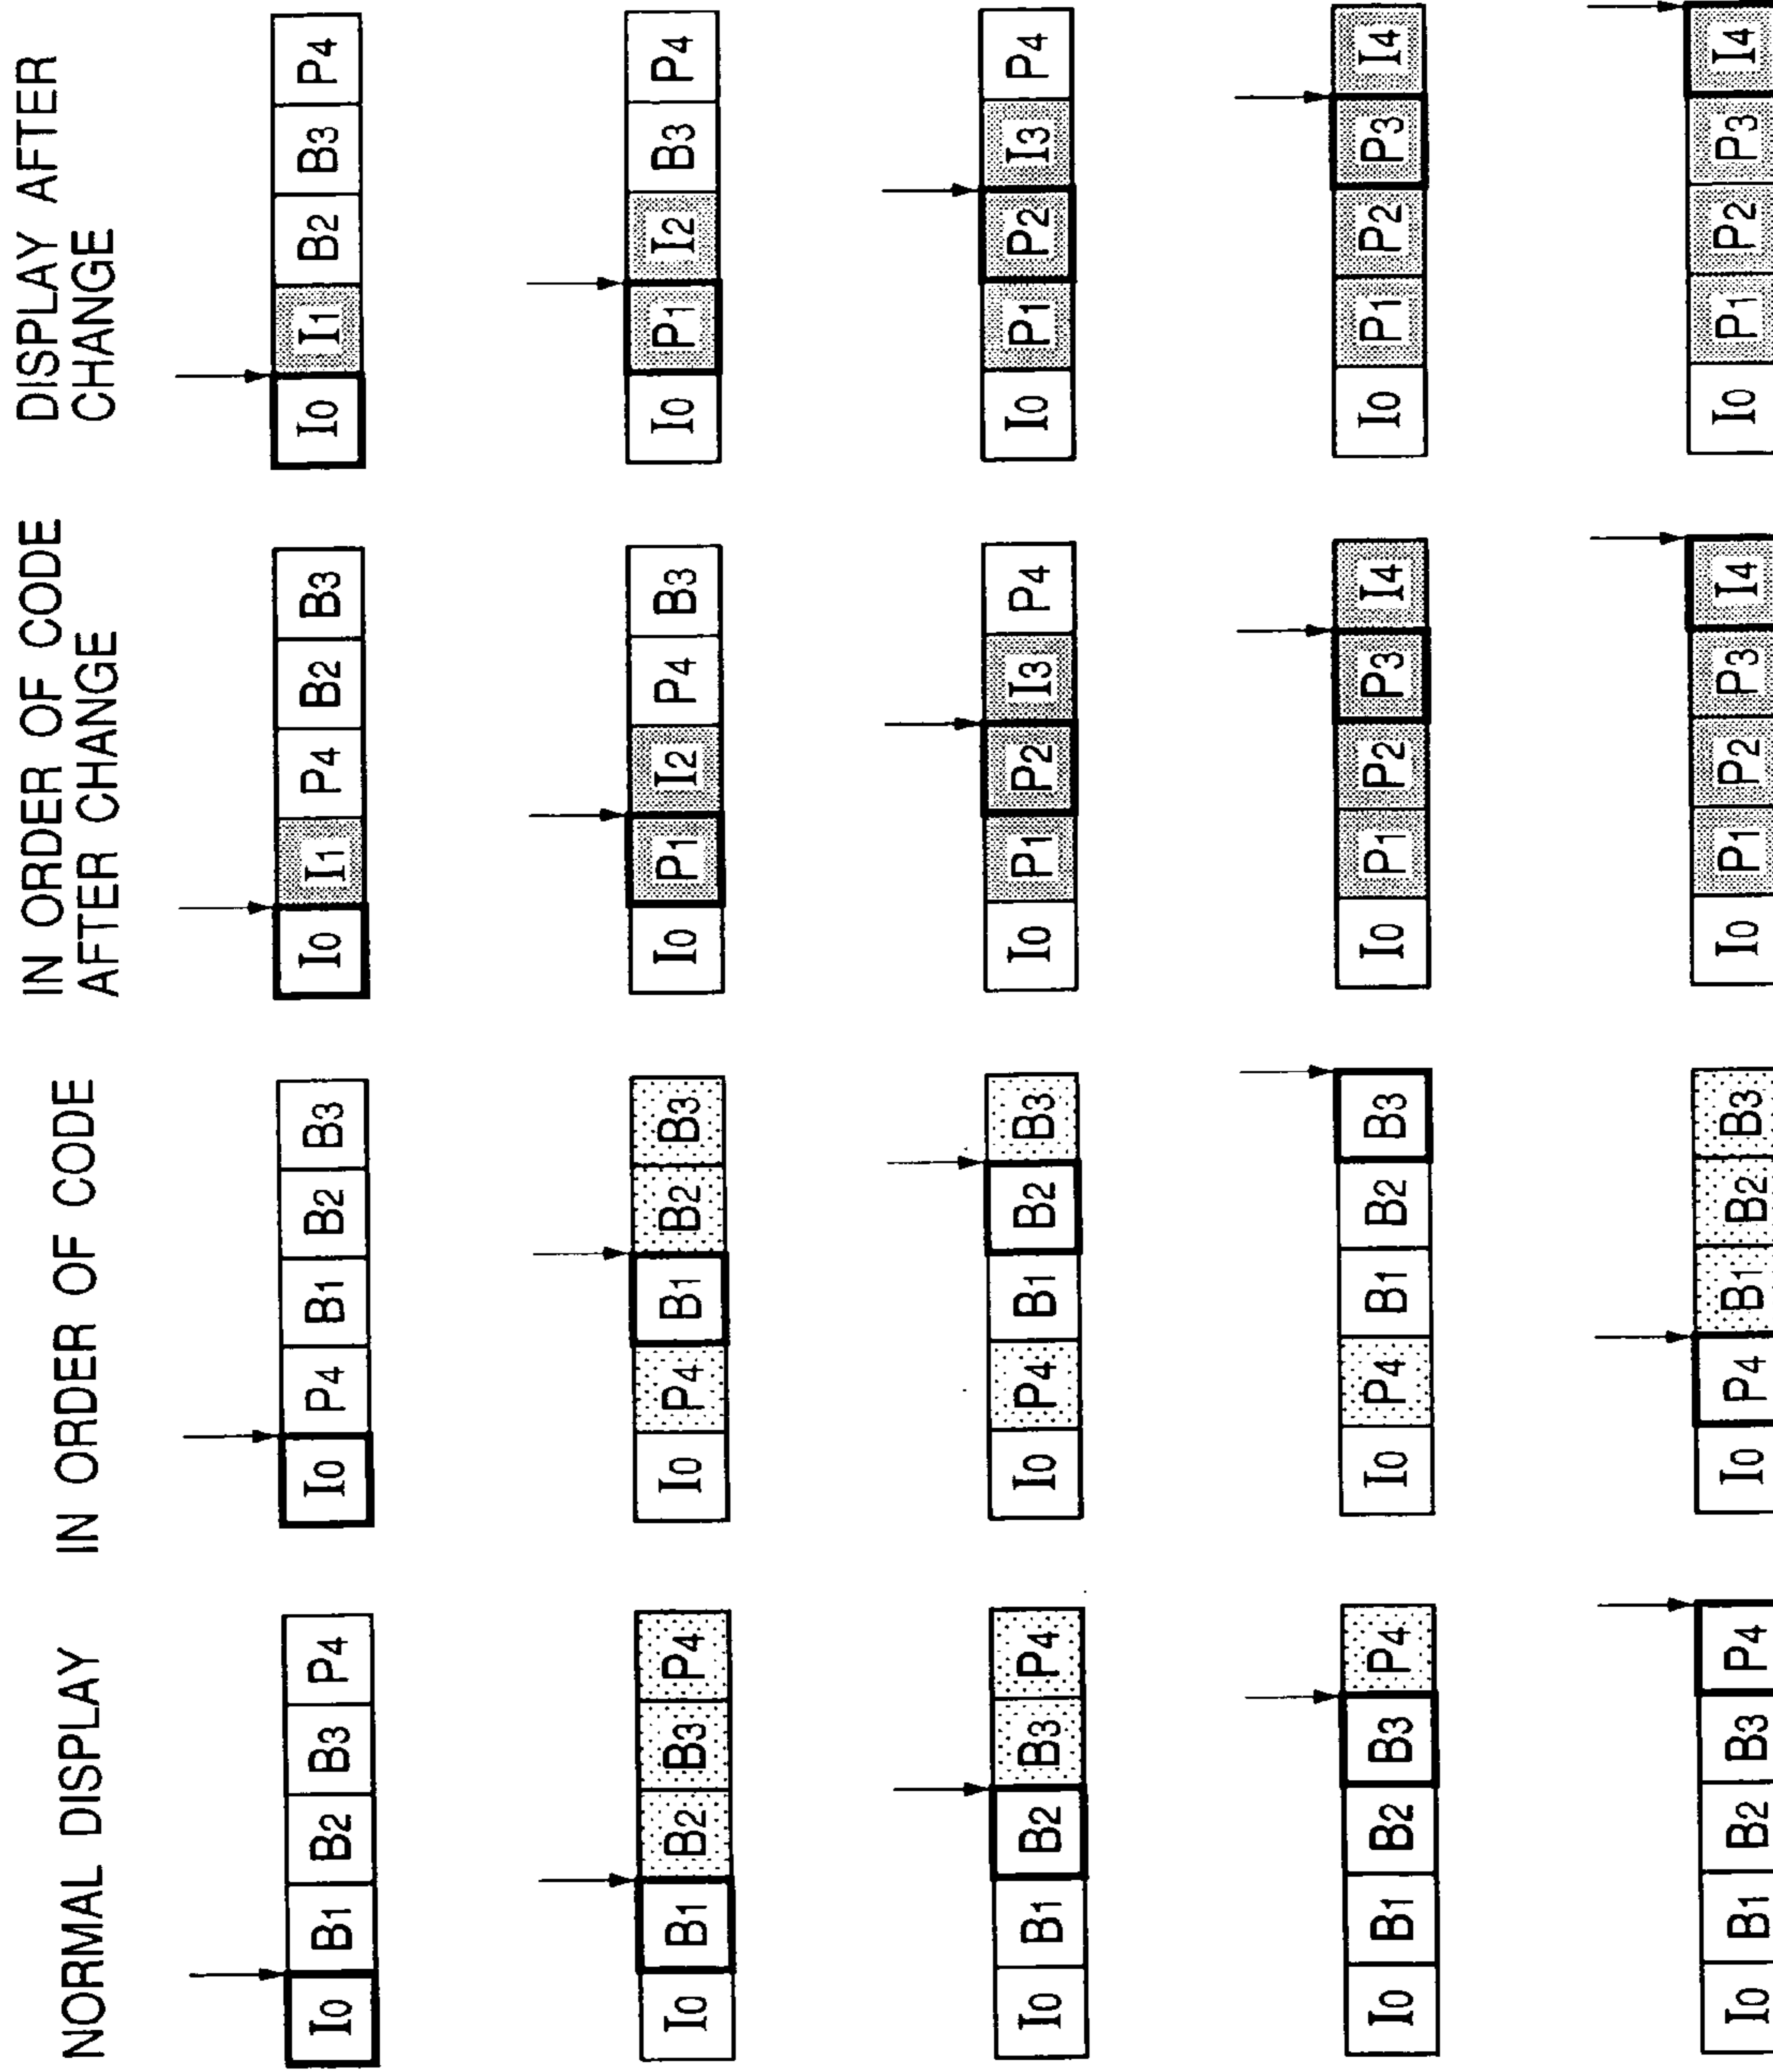 NORMAL DISPLAY
IN ORDER OF CODE
IN ORDER OF CODE
AFTER CHANGE
DISPLAY AFTER
CHANGE
I0 B1 B2 B3 P4
I0 P4 B1 B2 B3
I0 I1 P4 B2 B3
I0 I1 B2 B3 P4
I0 B1 B2 B3 P4
I0 P4 B1 B2 B3
I0 P1 I2 P4 B3
I0 P1 I2 B3 P4
I0 B1 B2 B3 P4
I0 P4 B1 B2 B3
I0 P1 P2 I3 P4
I0 P1 P2 I3 P4
I0 B1 B2 B3 P4
I0 P4 B1 B2 B3
I0 P1 P2 P3 I4
I0 P1 P2 P3 I4
I0 B1 B2 B3 P4
I0 P4 B1 B2 B3
I0 P1 P2 P3 I4
I0 P1 P2 P3 I4